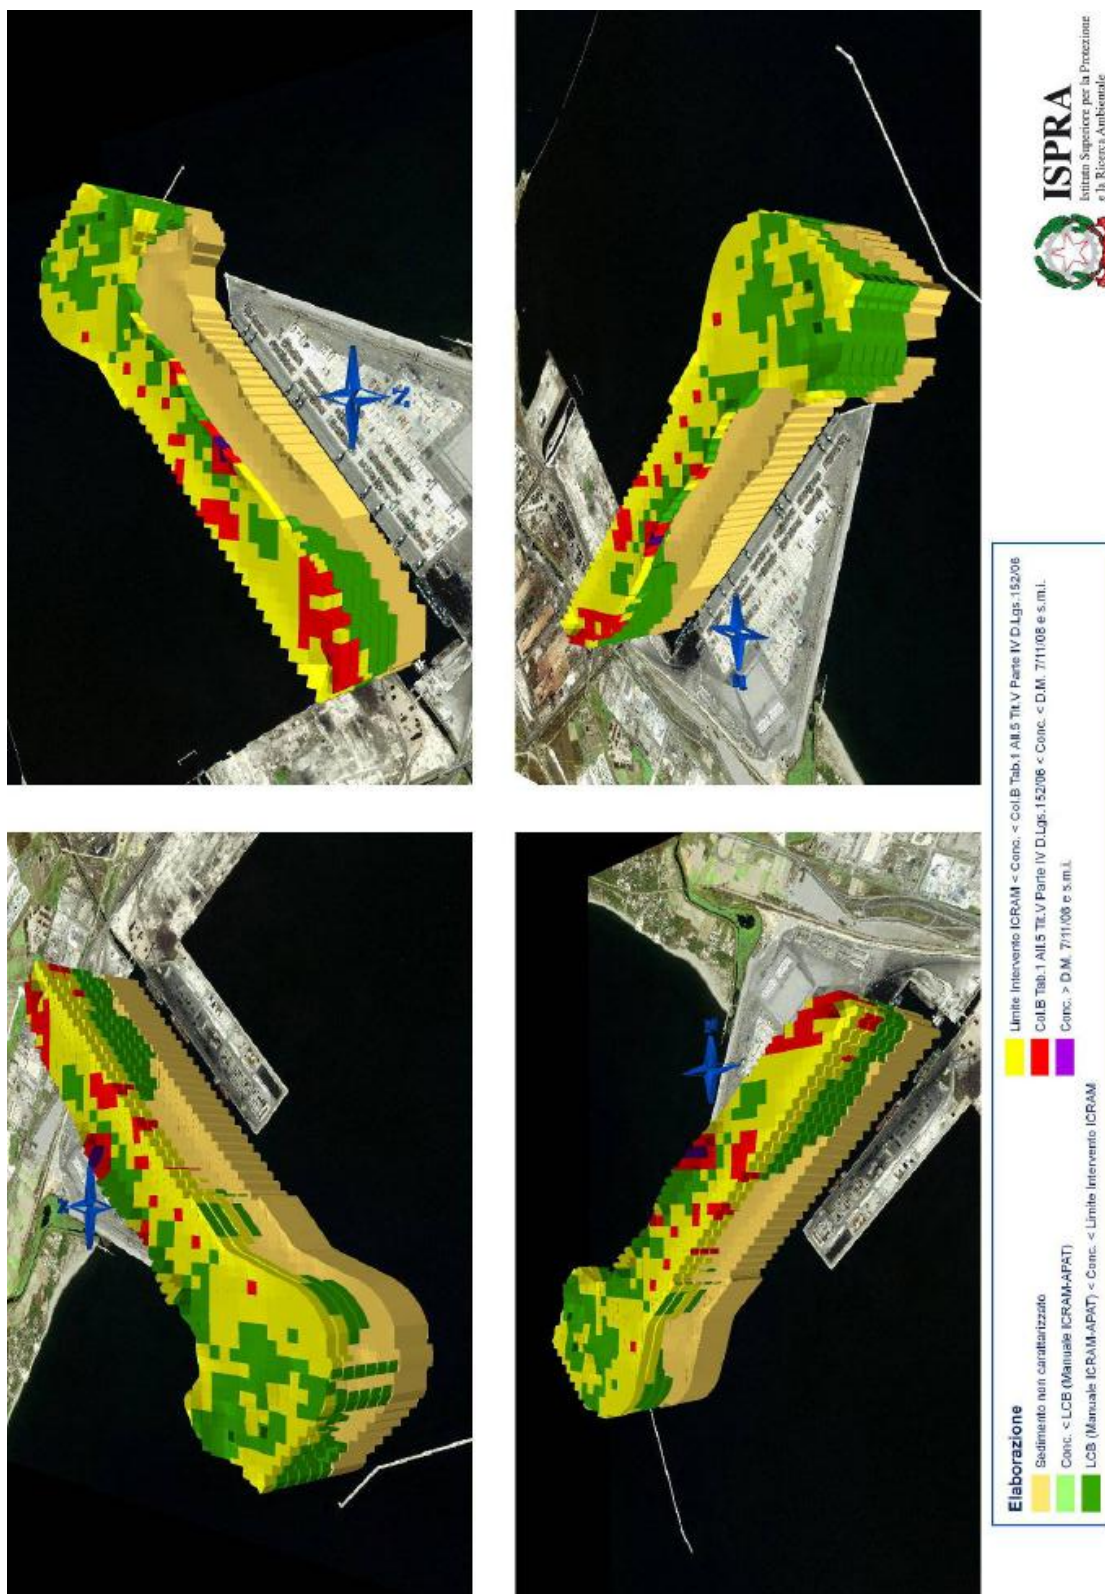 ISPRA
Istituto Superiore per la Protezione
e la Ricerca Ambientale
Elaborazione
Sedimento non caratterizzato
Conc. < LCB (Manuale ICRAM-APAT)
LCB (Manuale ICRAM-APAT) < Conc. < Limite Intervento ICRAM
Limite Intervento ICRAM < Conc. < Col.B Tab.1 All.5 Tit.V Parte IV D.Lgs.152/06
Col.B Tab.1 All.5 Tit.V Parte IV D.Lgs.152/06 < Conc. < D.M. 7/11/08 e s.m.i.
Conc. > D.M. 7/11/08 e s.m.i.